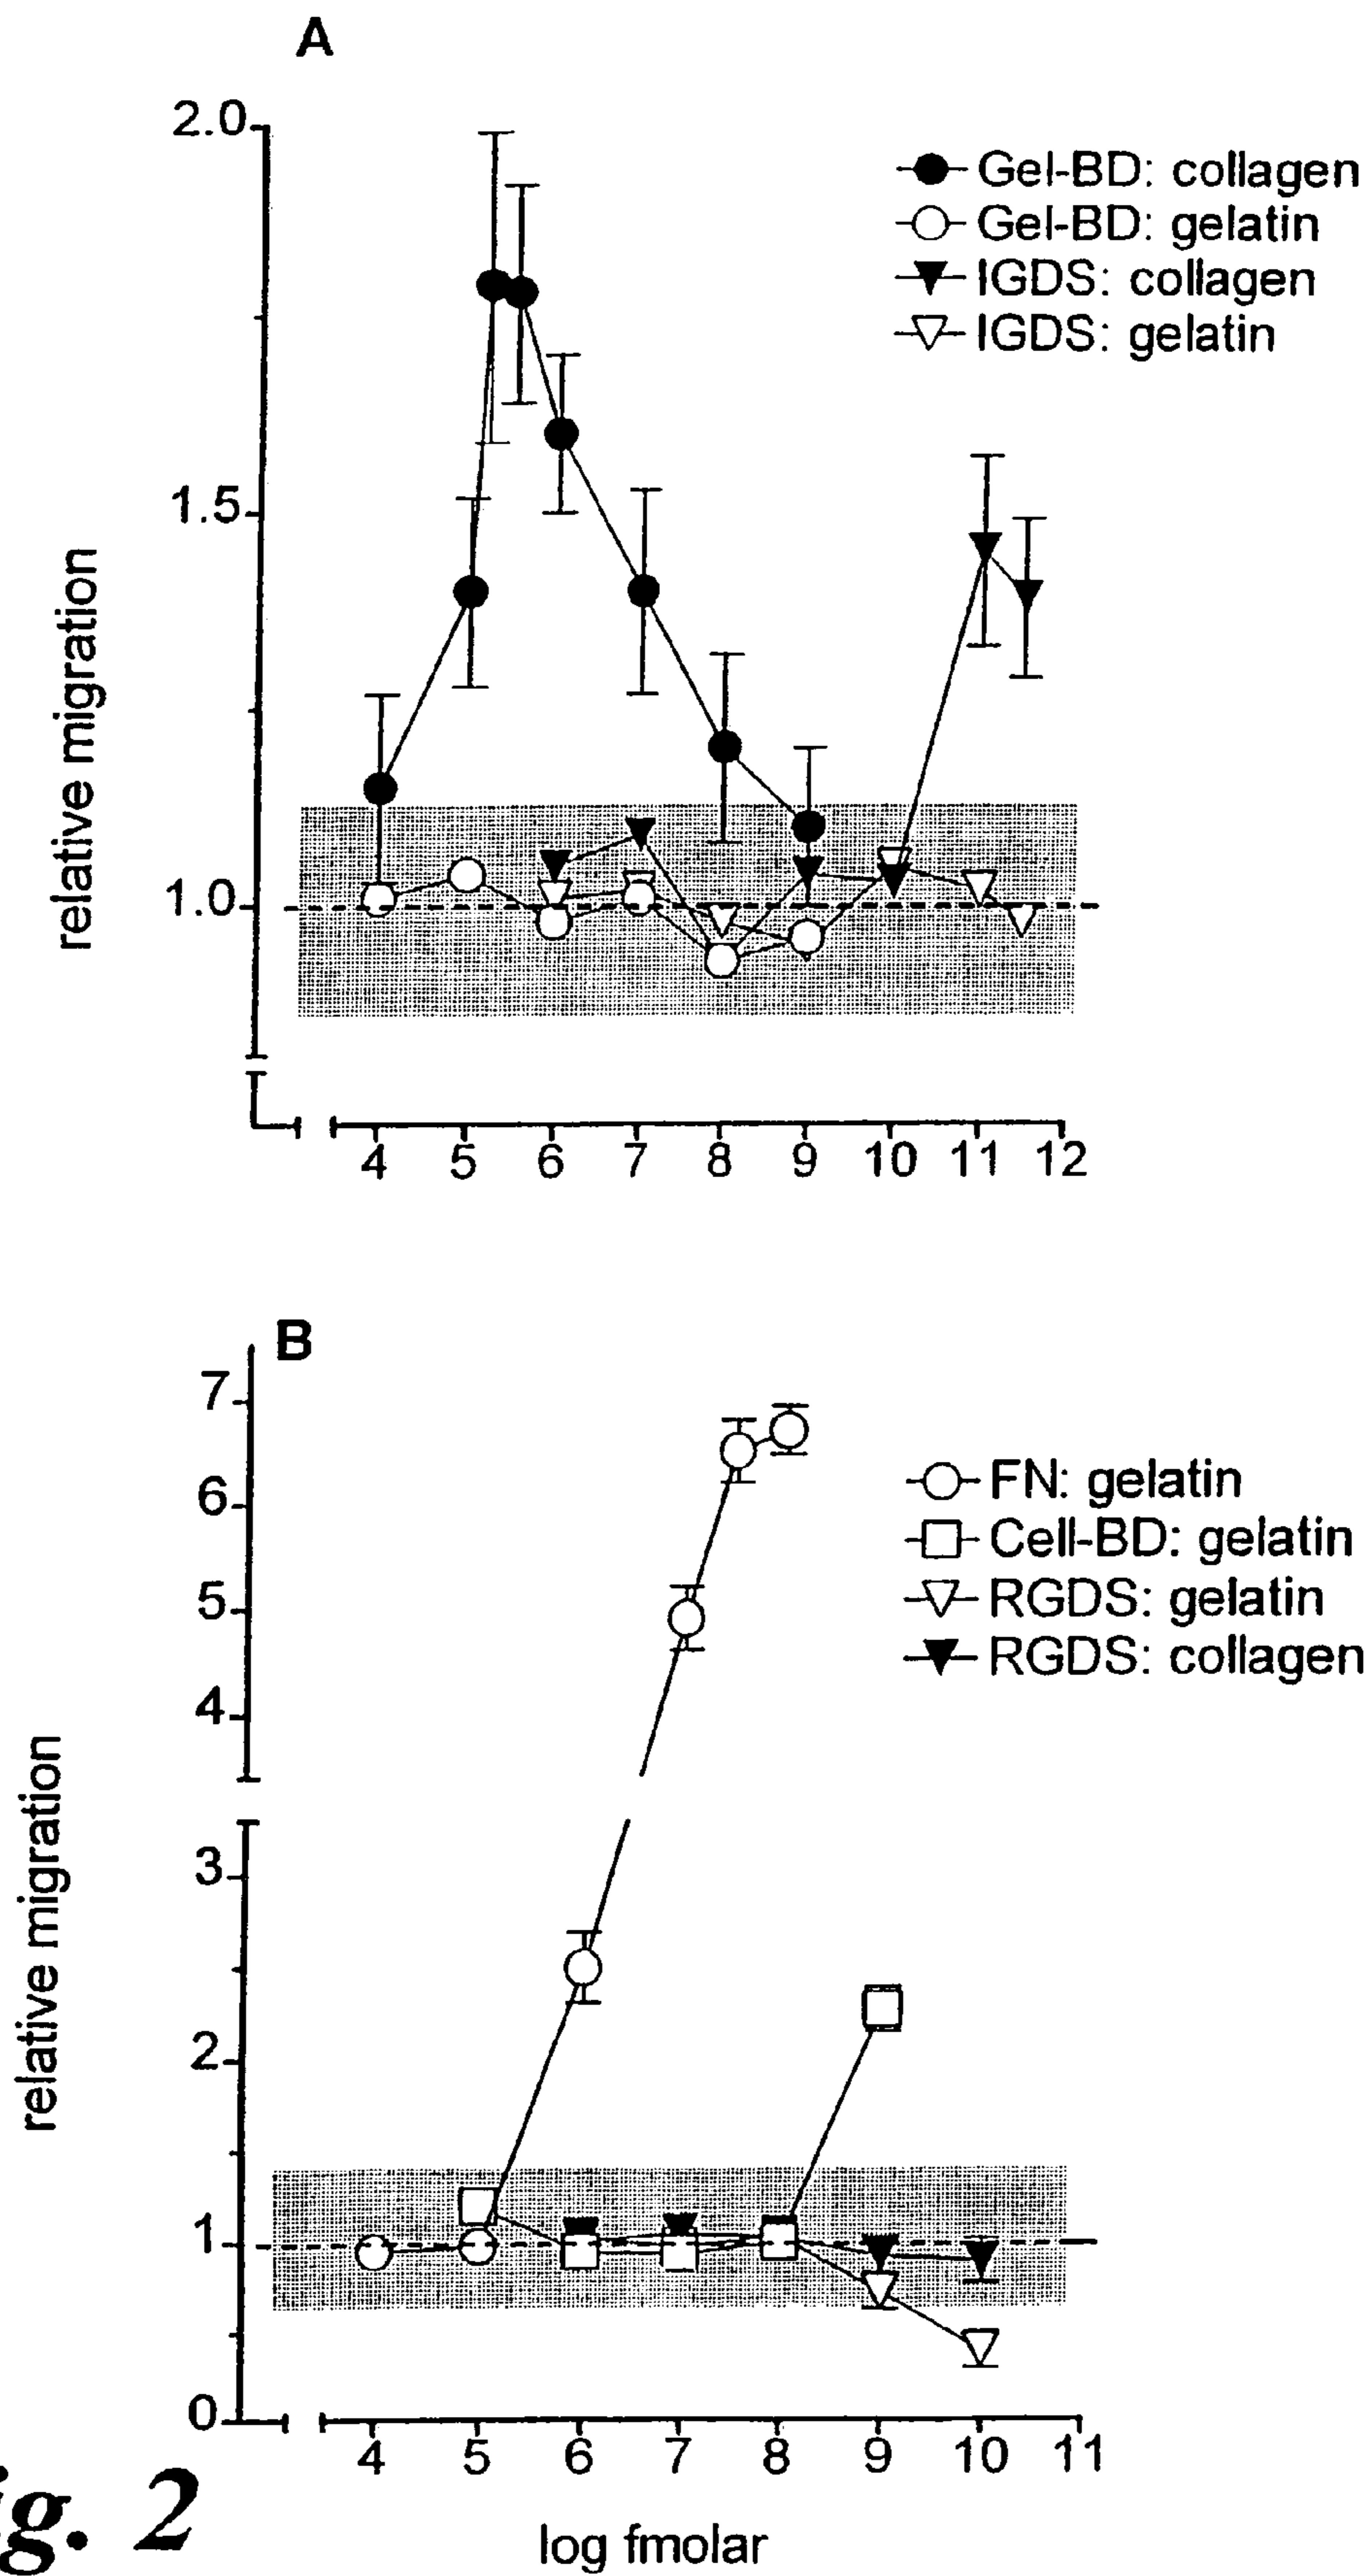 A
2.0
1.5
1.0
relative migration
Gel-BD: collagen
Gel-BD: gelatin
IGDS: collagen
IGDS: gelatin
4 5 6 7 8 9 10 11 12
B
7
6
5
4
3
2
1
0
relative migration
FN: gelatin
Cell-BD: gelatin
RGDS: gelatin
RGDS: collagen
4 5 6 7 8 9 10 11
log fmolar
ig. 2